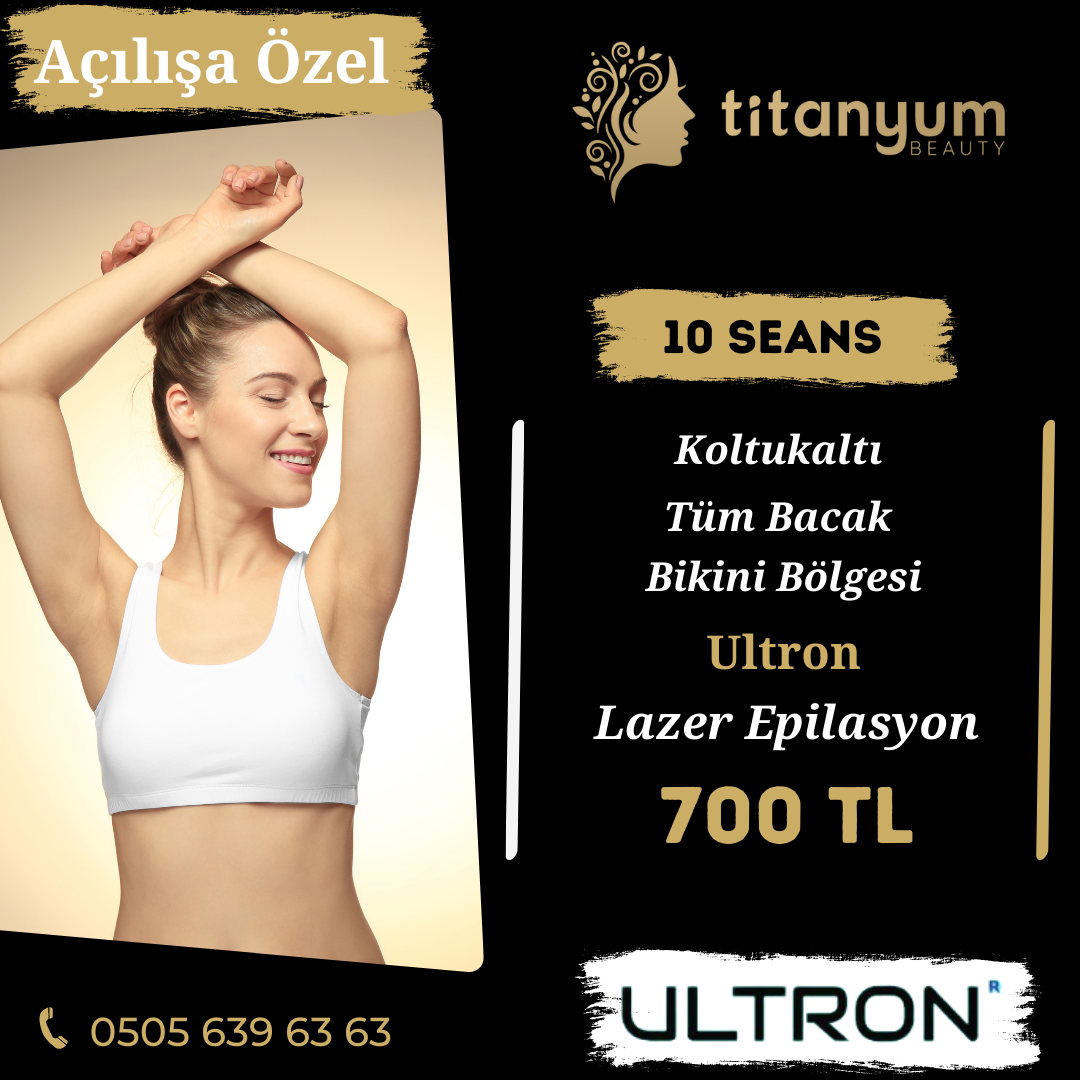 Açılışa Özel
titanyum
BEAUTY
10 SEANS
Koltukaltı
Tüm Bacak
Bikini Bölgesi
Ultron
Lazer Epilasyon
700 TL
ULTRON®
0505 639 63 63